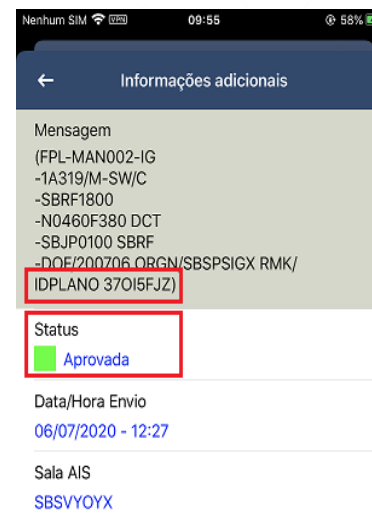 Nenhum SIM VPN 09:55 58%
Informações adicionais
Mensagem
(FPL-MAN002-IG
-1A319/M-SW/C
-SBRF1800
-N0460F380 DCT
-SBJP0100 SBRF
-DOF/200706 ORGN/SBSPSIGX RMK/
IDPLANO 37OI5FJZ)
Status
Aprovada
Data/Hora Envio
06/07/2020 - 12:27
Sala AIS
SBSVYOYX